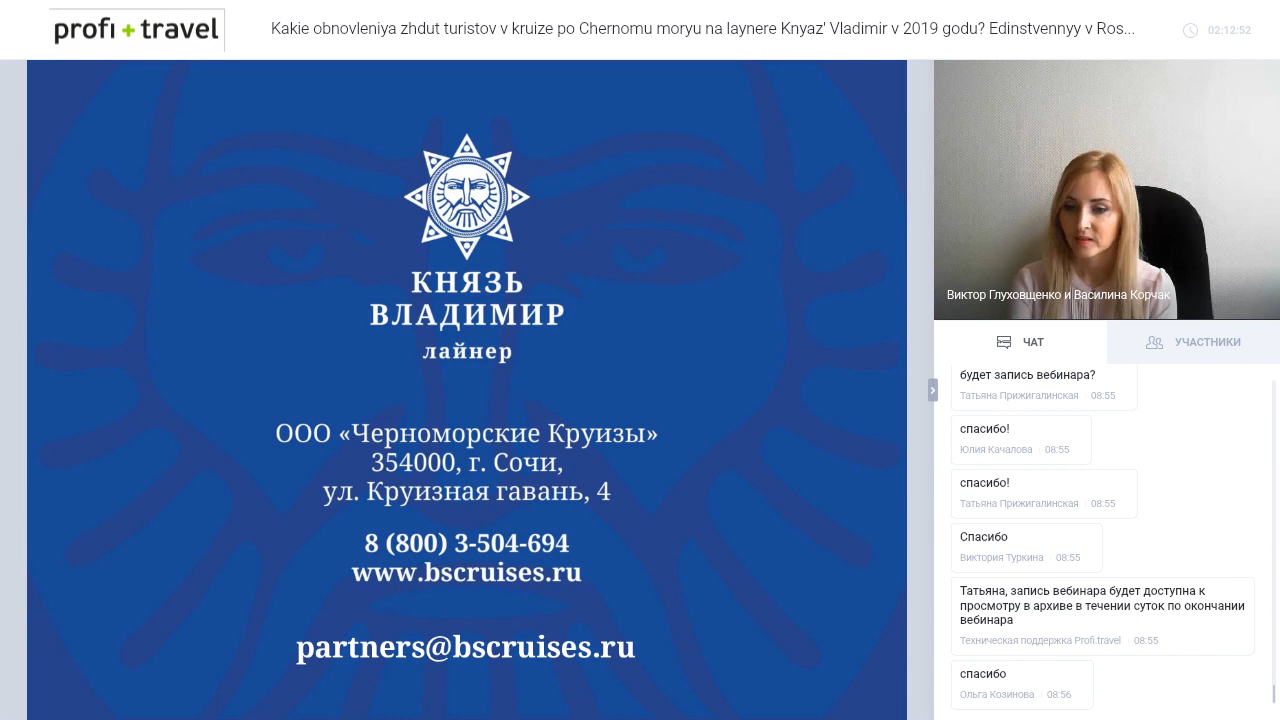 profi + travel
Kakie obnovleniya zhdut turistov v kruize po Chernomu moryu na laynere Knyaz' Vladimir v 2019 godu? Edinstvennyy v Ros...
02:12:52
КНЯЗЬ
ВЛАДИМИР
лайнер
ООО «Черноморские Круизы»
354000, г. Сочи,
ул. Круизная гавань, 4
8 (800) 3-504-694
www.bscruises.ru
partners@bscruises.ru
Виктор Глуховщенко и Василина Корчак
ЧАТ
УЧАСТНИКИ
будет запись вебинара?
Татьяна Прижигалинская 08:55
спасибо!
Юлия Качалова 08:55
спасибо!
Татьяна Прижигалинская 08:55
Спасибо
Виктория Туркина 08:55
Татьяна, запись вебинара будет доступна к
просмотру в архиве в течении суток по окончании
вебинара
Техническая поддержка Profi.travel 08:55
спасибо
Ольга Козинова 08:56